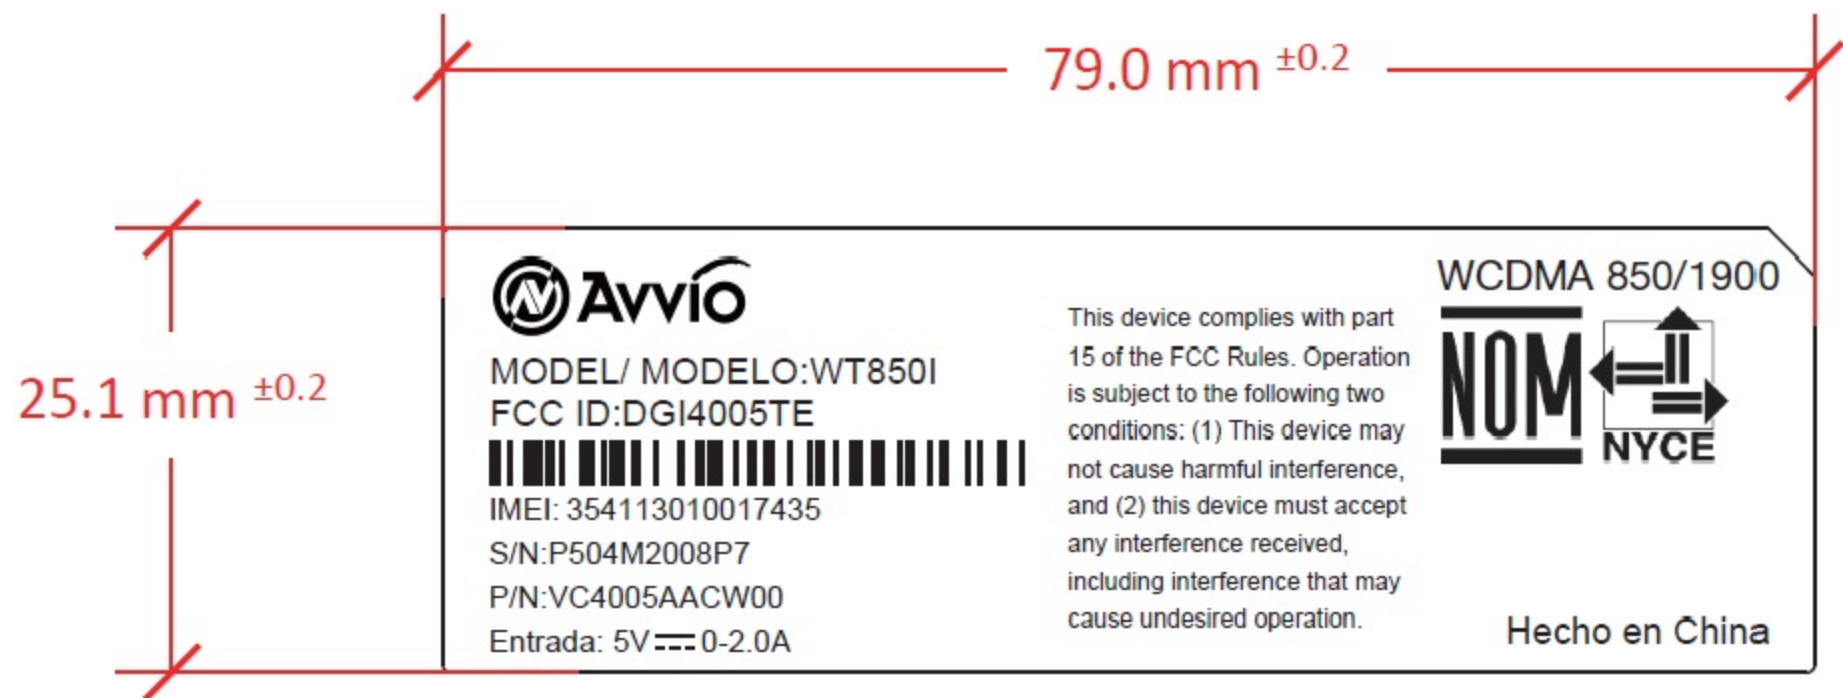 79.0 mm ±0.2
25.1 mm ±0.2
AVVIO
MODEL/ MODELO:WT850I
FCC ID:DGI4005TE
IMEI: 354113010017435
S/N:P504M2008P7
P/N:VC4005AACW00
Entrada: 5V⎓0-2.0A
This device complies with part
15 of the FCC Rules. Operation
is subject to the following two
conditions: (1) This device may
not cause harmful interference,
and (2) this device must accept
any interference received,
including interference that may
cause undesired operation.
WCDMA 850/1900
NOM
NYCE
Hecho en China